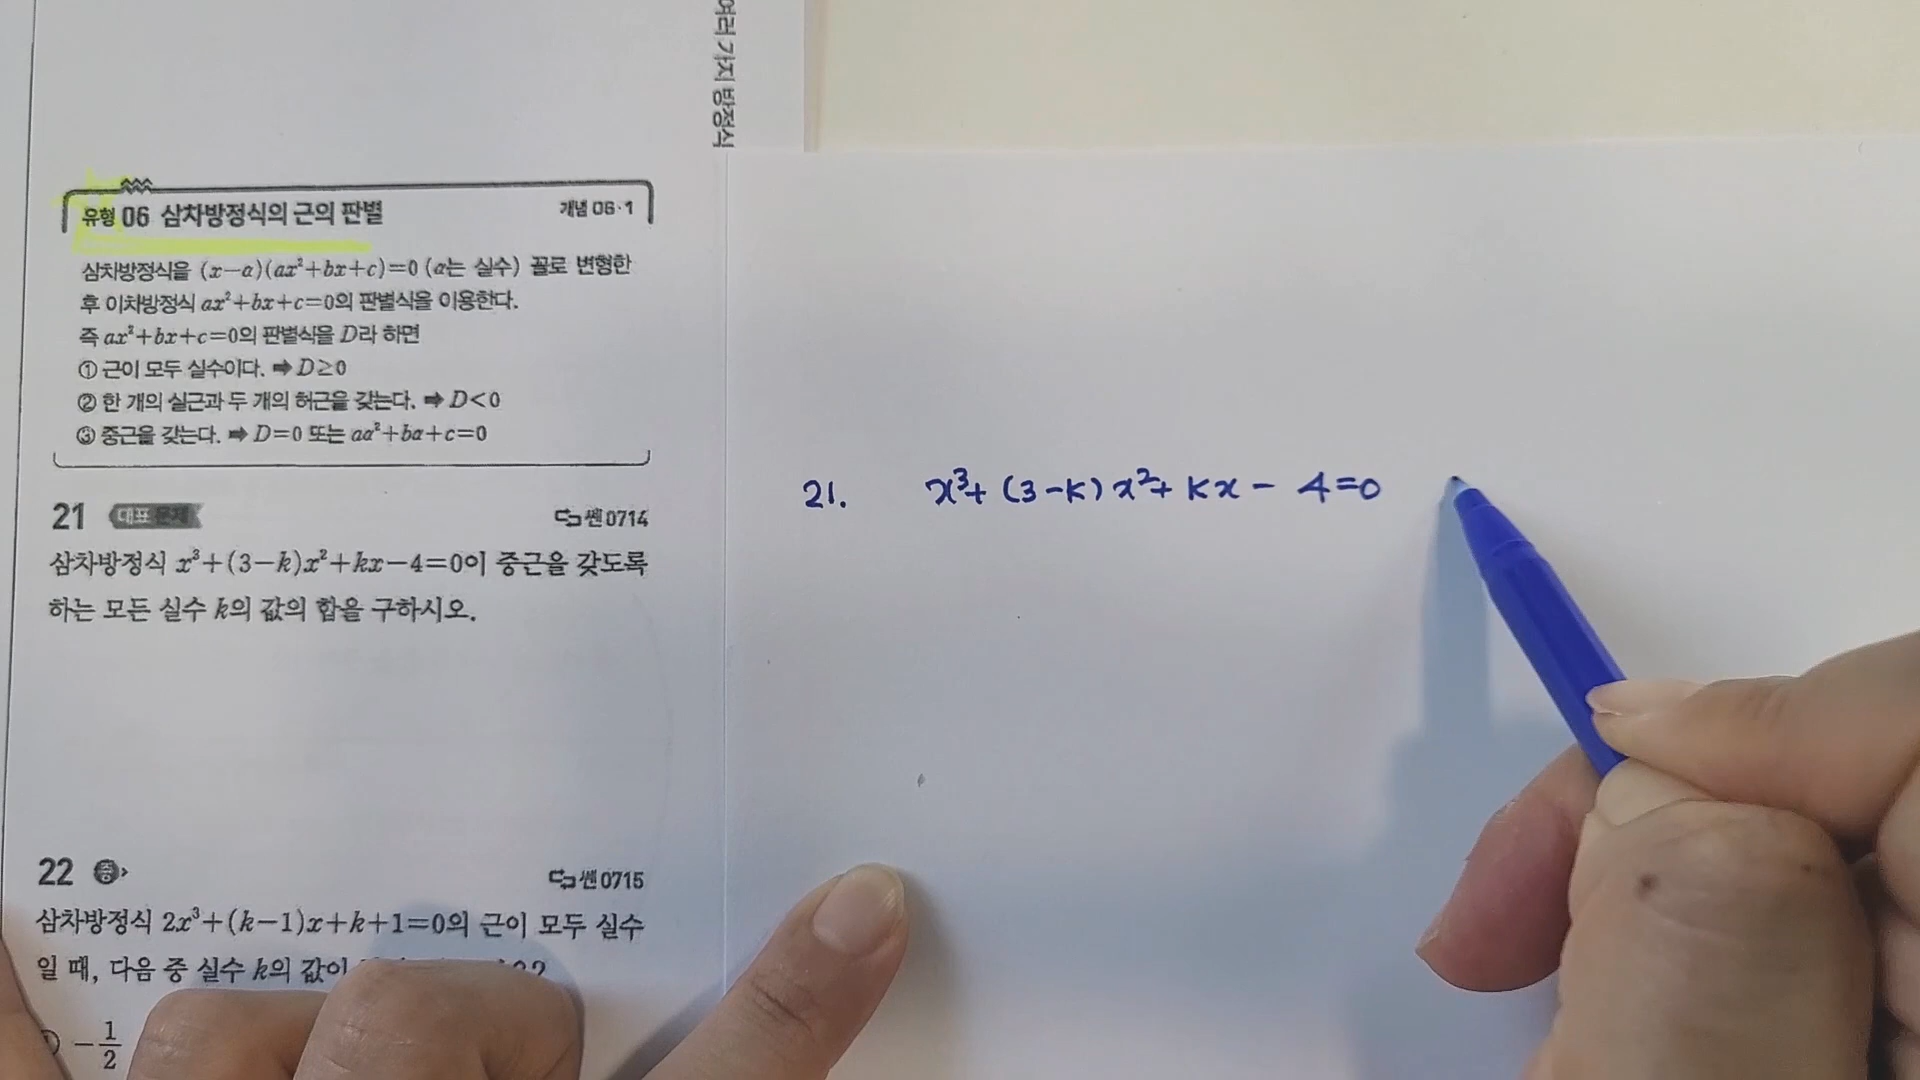 여러 가지 방정식
유형 06 삼차방정식의 근의 판별 개념 06·1
삼차방정식을 (x−α)(ax²+bx+c)=0 (α는 실수) 꼴로 변형한
후 이차방정식 ax²+bx+c=0의 판별식을 이용한다.
즉 ax²+bx+c=0의 판별식을 D라 하면
① 근이 모두 실수이다. ➡ D≥0
② 한 개의 실근과 두 개의 허근을 갖는다. ➡ D<0
③ 중근을 갖는다. ➡ D=0 또는 aα²+bα+c=0
21 대표 문제 쎈 0714
삼차방정식 x³+(3−k)x²+kx−4=0이 중근을 갖도록
하는 모든 실수 k의 값의 합을 구하시오.
22 중 쎈 0715
삼차방정식 2x³+(k−1)x+k+1=0의 근이 모두 실수
일 때, 다음 중 실수 k의 값이
① −1/2
21. x³+(3−k)x²+kx−4=0